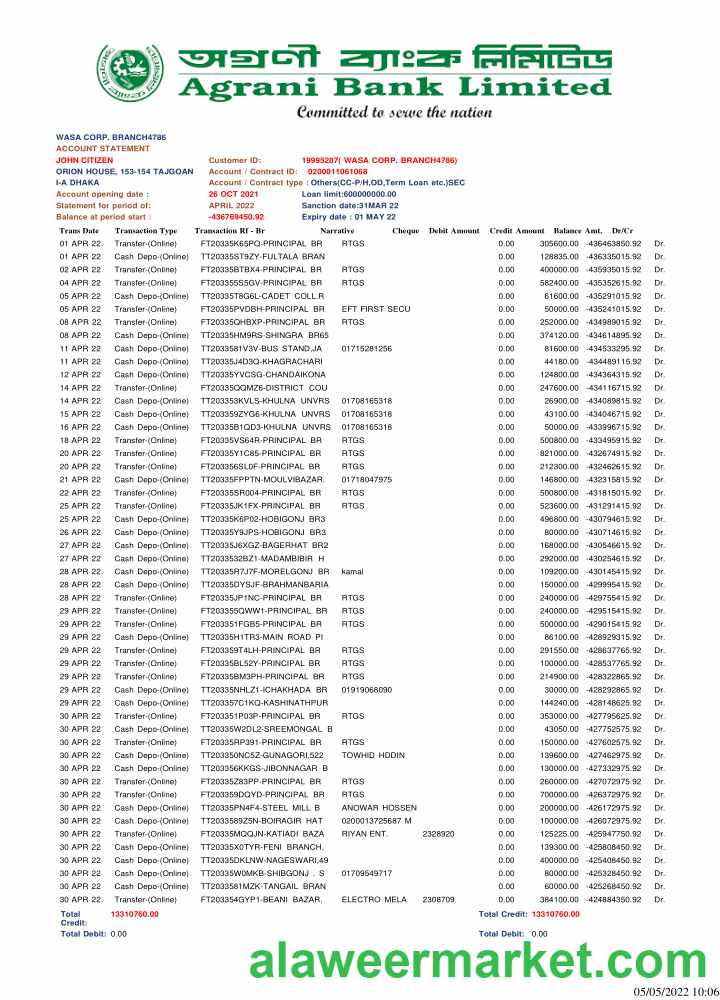 অগ্রণী ব্যাংক লিমিটেড
Agrani Bank Limited
Committed to serve the nation
WASA CORP. BRANCH4786
ACCOUNT STATEMENT
JOHN CITIZEN Customer ID: 19995287( WASA CORP. BRANCH4786)
ORION HOUSE, 153-154 TAJGOAN Account / Contract ID: 0200011061068
I-A DHAKA Account / Contract type : Others(CC-P/H,OD,Term Loan etc.)SEC
Account opening date : 26 OCT 2021 Loan limit:600000000.00
Statement for period of: APRIL 2022 Sanction date:31MAR 22
Balance at period start : -436769450.92 Expiry date : 01 MAY 22
Trans Date Transaction Type Transaction Rf - Br Narrative Cheque Debit Amount Credit Amount Balance Amt. Dr/Cr
01 APR 22 Transfer-(Online) FT20335K65PQ-PRINCIPAL BR RTGS 0.00 305600.00 -436463850.92 Dr.
01 APR 22 Cash Depo-(Online) TT20335ST9ZY-FULTALA BRAN 0.00 128835.00 -436335015.92 Dr.
02 APR 22 Transfer-(Online) FT20335BTBX4-PRINCIPAL BR RTGS 0.00 400000.00 -435935015.92 Dr.
04 APR 22 Transfer-(Online) FT203355S5GV-PRINCIPAL BR RTGS 0.00 582400.00 -435352615.92 Dr.
05 APR 22 Cash Depo-(Online) TT20335T8G6L-CADET COLL.R 0.00 61600.00 -435291015.92 Dr.
05 APR 22 Transfer-(Online) FT20335PVDBH-PRINCIPAL BR EFT FIRST SECU 0.00 50000.00 -435241015.92 Dr.
08 APR 22 Transfer-(Online) FT20335QHBXP-PRINCIPAL BR RTGS 0.00 252000.00 -434989015.92 Dr.
08 APR 22 Cash Depo-(Online) TT20335HM9RS-SHINGRA BR65 0.00 374120.00 -434614895.92 Dr.
11 APR 22 Cash Depo-(Online) TT2033581V3V-BUS STAND,JA 01715281256 0.00 81600.00 -434533295.92 Dr.
11 APR 22 Cash Depo-(Online) TT20335J4D3Q-KHAGRACHARI 0.00 44180.00 -434489115.92 Dr.
12 APR 22 Cash Depo-(Online) TT20335YVCSG-CHANDAIKONA 0.00 124800.00 -434364315.92 Dr.
14 APR 22 Transfer-(Online) FT20335QQMZ6-DISTRICT COU 0.00 247600.00 -434116715.92 Dr.
14 APR 22 Cash Depo-(Online) TT203353KVLS-KHULNA UNVRS 01708165318 0.00 26900.00 -434089815.92 Dr.
15 APR 22 Cash Depo-(Online) TT203359ZYG6-KHULNA UNVRS 01708165318 0.00 43100.00 -434046715.92 Dr.
16 APR 22 Cash Depo-(Online) TT20335B1QD3-KHULNA UNVRS 01708165318 0.00 50000.00 -433996715.92 Dr.
18 APR 22 Transfer-(Online) FT20335VS64R-PRINCIPAL BR RTGS 0.00 500800.00 -433495915.92 Dr.
20 APR 22 Transfer-(Online) FT20335Y1C85-PRINCIPAL BR RTGS 0.00 821000.00 -432674915.92 Dr.
20 APR 22 Transfer-(Online) FT203356SL0F-PRINCIPAL BR RTGS 0.00 212300.00 -432462615.92 Dr.
21 APR 22 Cash Depo-(Online) TT20335FPPTN-MOULVIBAZAR. 01718047975 0.00 146800.00 -432315815.92 Dr.
22 APR 22 Transfer-(Online) FT20335SR004-PRINCIPAL BR RTGS 0.00 500800.00 -431815015.92 Dr.
25 APR 22 Transfer-(Online) FT20335JK1FX-PRINCIPAL BR RTGS 0.00 523600.00 -431291415.92 Dr.
25 APR 22 Cash Depo-(Online) TT20335K6P02-HOBIGONJ BR3 0.00 496800.00 -430794615.92 Dr.
26 APR 22 Cash Depo-(Online) TT20335Y9JPS-HOBIGONJ BR3 0.00 80000.00 -430714615.92 Dr.
27 APR 22 Cash Depo-(Online) TT20335J6XGZ-BAGERHAT BR2 0.00 168000.00 -430546615.92 Dr.
27 APR 22 Cash Depo-(Online) TT2033532BZ1-MADAMBIBIR H 0.00 292000.00 -430254615.92 Dr.
28 APR 22 Cash Depo-(Online) TT20335R7J7F-MORELGONJ BR kamal 0.00 109200.00 -430145415.92 Dr.
28 APR 22 Cash Depo-(Online) TT20335DYSJF-BRAHMANBARIA 0.00 150000.00 -429995415.92 Dr.
28 APR 22 Transfer-(Online) FT20335JP1NC-PRINCIPAL BR RTGS 0.00 240000.00 -429755415.92 Dr.
29 APR 22 Transfer-(Online) FT203355QWW1-PRINCIPAL BR RTGS 0.00 240000.00 -429515415.92 Dr.
29 APR 22 Transfer-(Online) FT203351FGB5-PRINCIPAL BR RTGS 0.00 500000.00 -429015415.92 Dr.
29 APR 22 Cash Depo-(Online) TT20335H1TR3-MAIN ROAD PI 0.00 86100.00 -428929315.92 Dr.
29 APR 22 Transfer-(Online) FT203359T4LH-PRINCIPAL BR RTGS 0.00 291550.00 -428637765.92 Dr.
29 APR 22 Transfer-(Online) FT20335BL52Y-PRINCIPAL BR RTGS 0.00 100000.00 -428537765.92 Dr.
29 APR 22 Transfer-(Online) FT20335BM3PH-PRINCIPAL BR RTGS 0.00 214900.00 -428322865.92 Dr.
29 APR 22 Cash Depo-(Online) TT20335NHLZ1-ICHAKHADA BR 01919068090 0.00 30000.00 -428292865.92 Dr.
29 APR 22 Cash Depo-(Online) TT203357C1KQ-KASHINATHPUR 0.00 144240.00 -428148625.92 Dr.
30 APR 22 Transfer-(Online) FT203351P03P-PRINCIPAL BR RTGS 0.00 353000.00 -427795625.92 Dr.
30 APR 22 Cash Depo-(Online) TT20335W2DL2-SREEMONGAL B 0.00 43050.00 -427752575.92 Dr.
30 APR 22 Transfer-(Online) FT20335RP391-PRINCIPAL BR RTGS 0.00 150000.00 -427602575.92 Dr.
30 APR 22 Cash Depo-(Online) TT203350NC5Z-GUNAGORI,522 TOWHID HDDIN 0.00 139600.00 -427462975.92 Dr.
30 APR 22 Cash Depo-(Online) TT203356KKGS-JIBONNAGAR B 0.00 130000.00 -427332975.92 Dr.
30 APR 22 Transfer-(Online) FT20335Z83PP-PRINCIPAL BR RTGS 0.00 260000.00 -427072975.92 Dr.
30 APR 22 Transfer-(Online) FT203359DQYD-PRINCIPAL BR RTGS 0.00 700000.00 -426372975.92 Dr.
30 APR 22 Cash Depo-(Online) TT20335PN4F4-STEEL MILL B ANOWAR HOSSEN 0.00 200000.00 -426172975.92 Dr.
30 APR 22 Cash Depo-(Online) TT2033589Z5N-BOIRAGIR HAT 0200013725687 M 0.00 100000.00 -426072975.92 Dr.
30 APR 22 Transfer-(Online) FT20335MQQJN-KATIADI BAZA RIYAN ENT. 2328920 0.00 125225.00 -425947750.92 Dr.
30 APR 22 Cash Depo-(Online) TT20335X0TYR-FENI BRANCH, 0.00 139300.00 -425808450.92 Dr.
30 APR 22 Cash Depo-(Online) TT20335DKLNW-NAGESWARI,49 0.00 400000.00 -425408450.92 Dr.
30 APR 22 Cash Depo-(Online) TT20335W0MKB-SHIBGONJ . S 01709549717 0.00 80000.00 -425328450.92 Dr.
30 APR 22 Cash Depo-(Online) TT2033581MZK-TANGAIL BRAN 0.00 60000.00 -425268450.92 Dr.
30 APR 22 Transfer-(Online) FT203354GYP1-BEANI BAZAR, ELECTRO MELA 2308709 0.00 384100.00 -424884350.92 Dr.
Total Credit: 13310760.00 Total Credit: 13310760.00
Total Debit: 0.00 Total Debit: 0.00
alaweermarket.com
05/05/2022 10:06